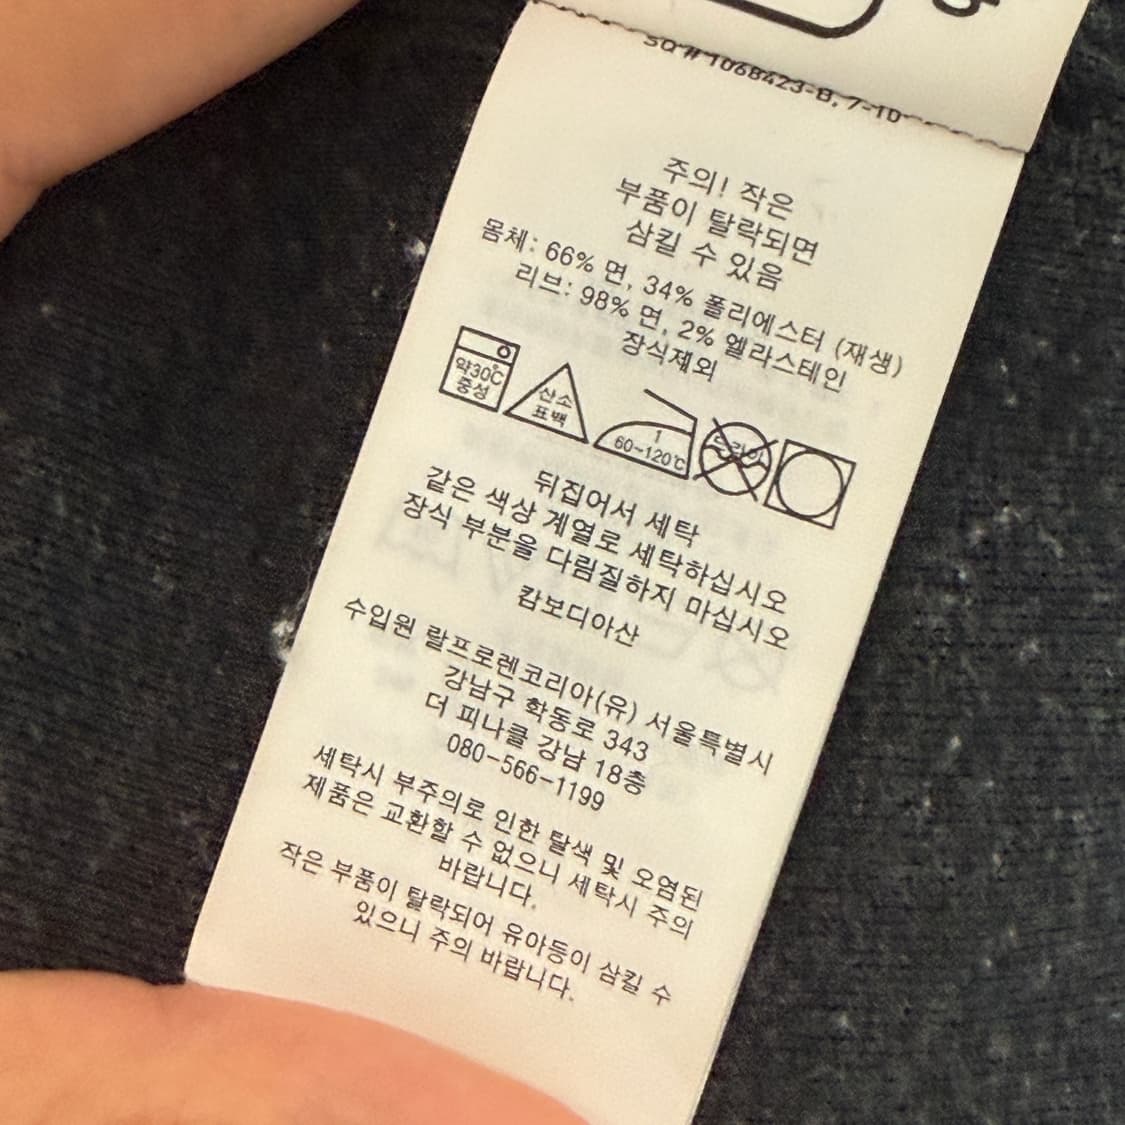 SO# 1068423-B, 7-10
주의! 작은
부품이 탈락되면
삼킬 수 있음
몸체: 66% 면, 34% 폴리에스터 (재생)
리브: 98% 면, 2% 엘라스테인
장식제외
약30℃
중성
산소
표백
1
60~120℃
드라이
뒤집어서 세탁
같은 색상 계열로 세탁하십시오
장식 부분을 다림질하지 마십시오
캄보디아산
수입원 랄프로렌코리아(유) 서울특별시
강남구 학동로 343
더 피나클 강남 18층
080-566-1199
세탁시 부주의로 인한 탈색 및 오염된
제품은 교환할 수 없으니 세탁시 주의
바랍니다.
작은 부품이 탈락되어 유아등이 삼킬 수
있으니 주의 바랍니다.